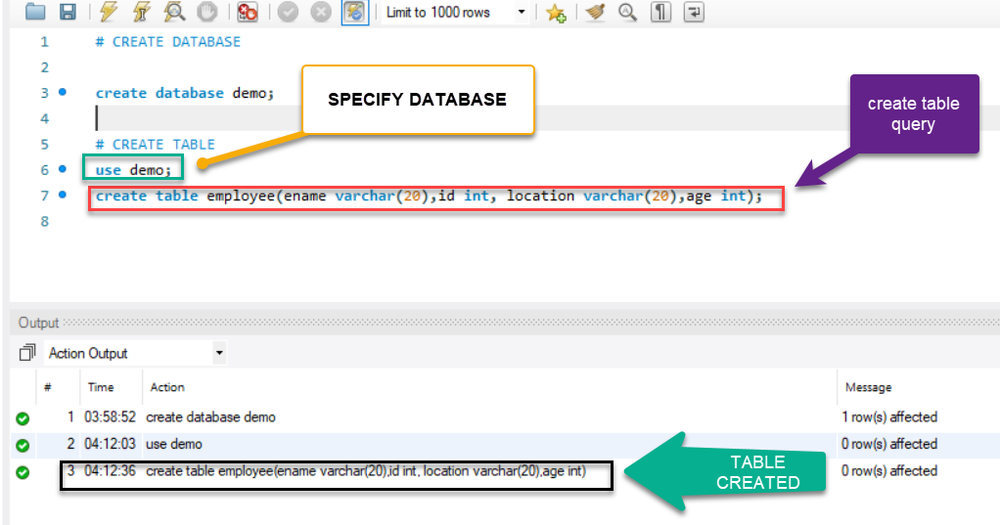 Limit to 1000 rows
1 # CREATE DATABASE
2
3 create database demo;
4
5 # CREATE TABLE
6 use demo;
7 create table employee(ename varchar(20),id int, location varchar(20),age int);
8
SPECIFY DATABASE
create table
query
Output
Action Output
# Time Action Message
1 03:58:52 create database demo 1 row(s) affected
2 04:12:03 use demo 0 row(s) affected
3 04:12:36 create table employee(ename varchar(20),id int, location varchar(20),age int) 0 row(s) affected
TABLE
CREATED